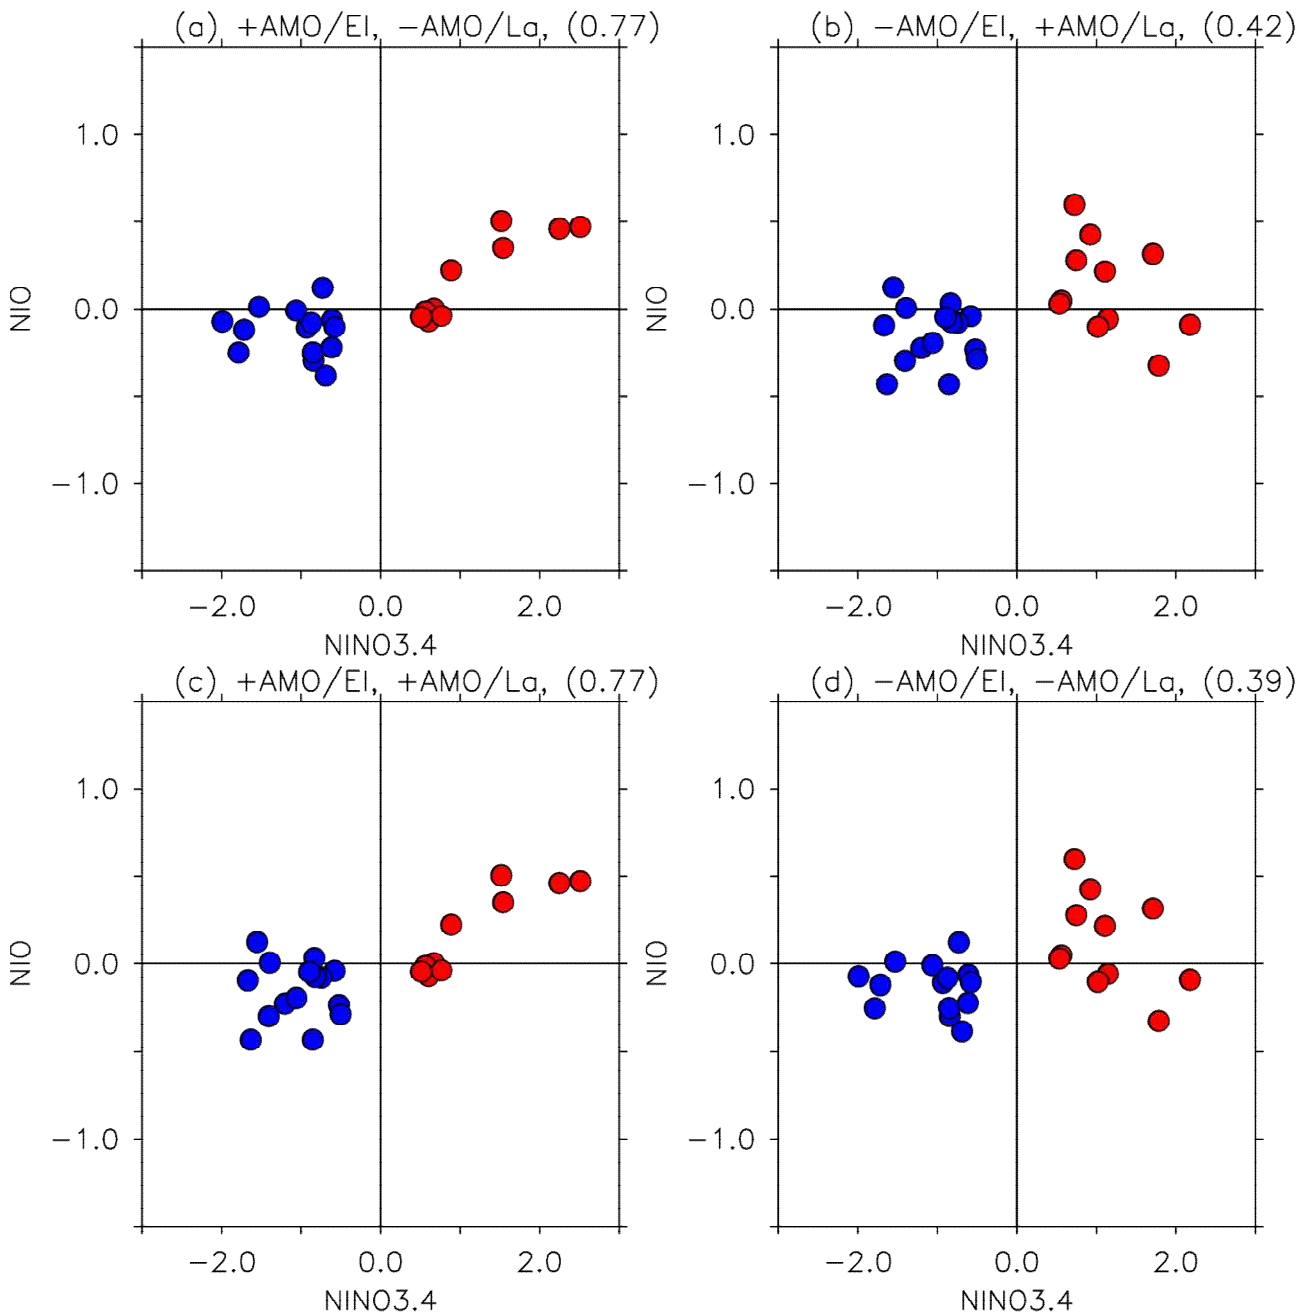 (a) +AMO/El, −AMO/La, (0.77)
1.0
0.0
−1.0
NIO
−2.0 0.0 2.0
NINO3.4
(b) −AMO/El, +AMO/La, (0.42)
1.0
0.0
−1.0
NIO
−2.0 0.0 2.0
NINO3.4
(c) +AMO/El, +AMO/La, (0.77)
1.0
0.0
−1.0
NIO
−2.0 0.0 2.0
NINO3.4
(d) −AMO/El, −AMO/La, (0.39)
1.0
0.0
−1.0
NIO
−2.0 0.0 2.0
NINO3.4